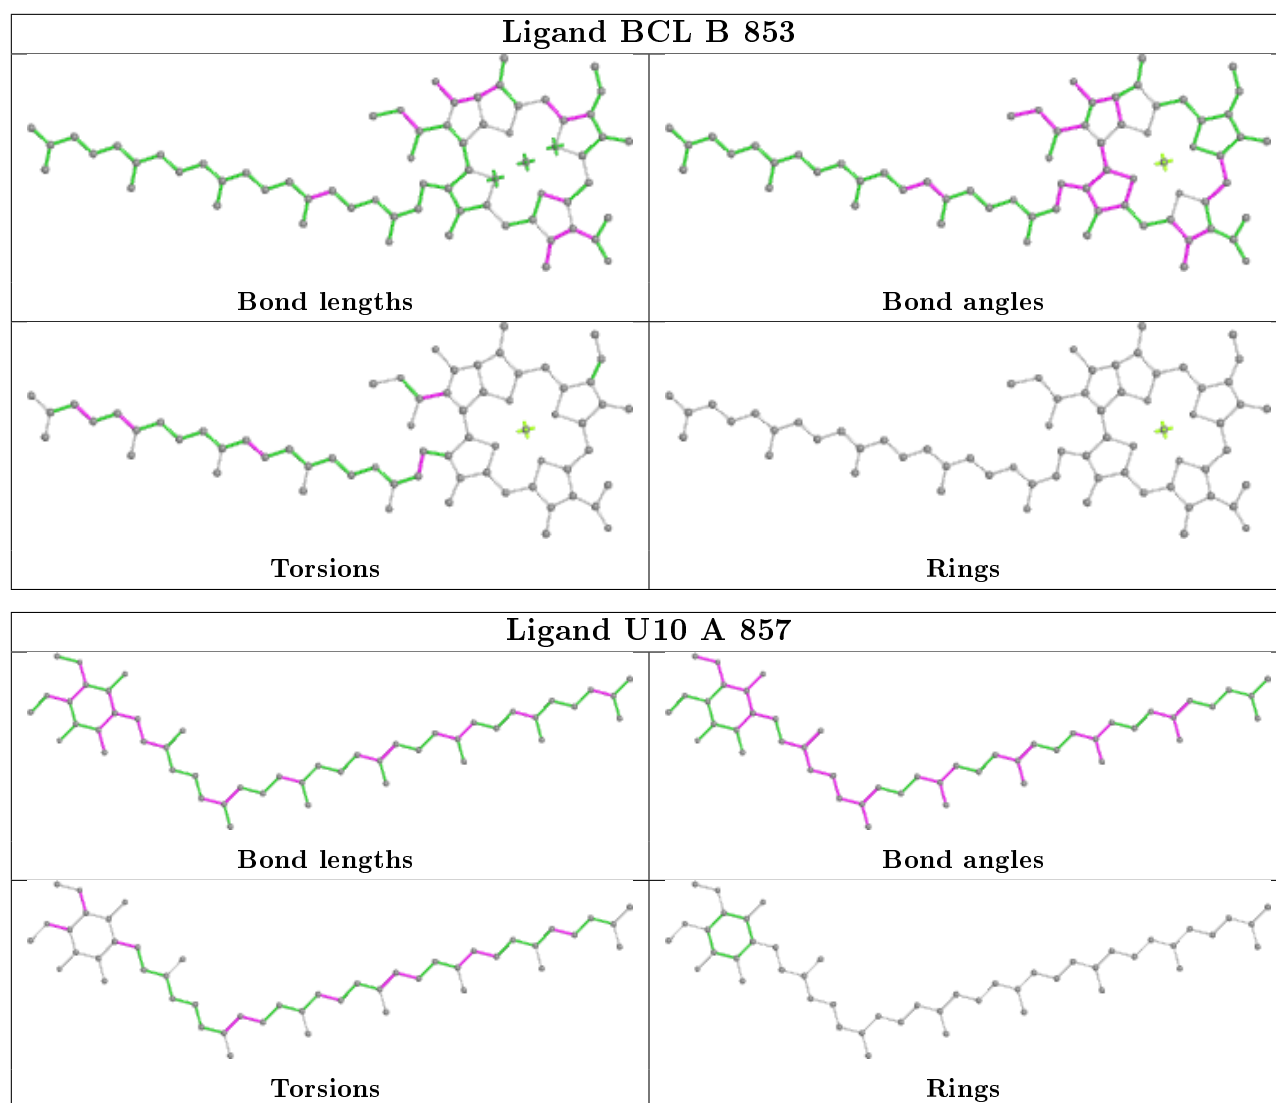 Ligand BCL B 853
Bond lengths
Bond angles
Torsions
Rings
Ligand U10 A 857
Bond lengths
Bond angles
Torsions
Rings